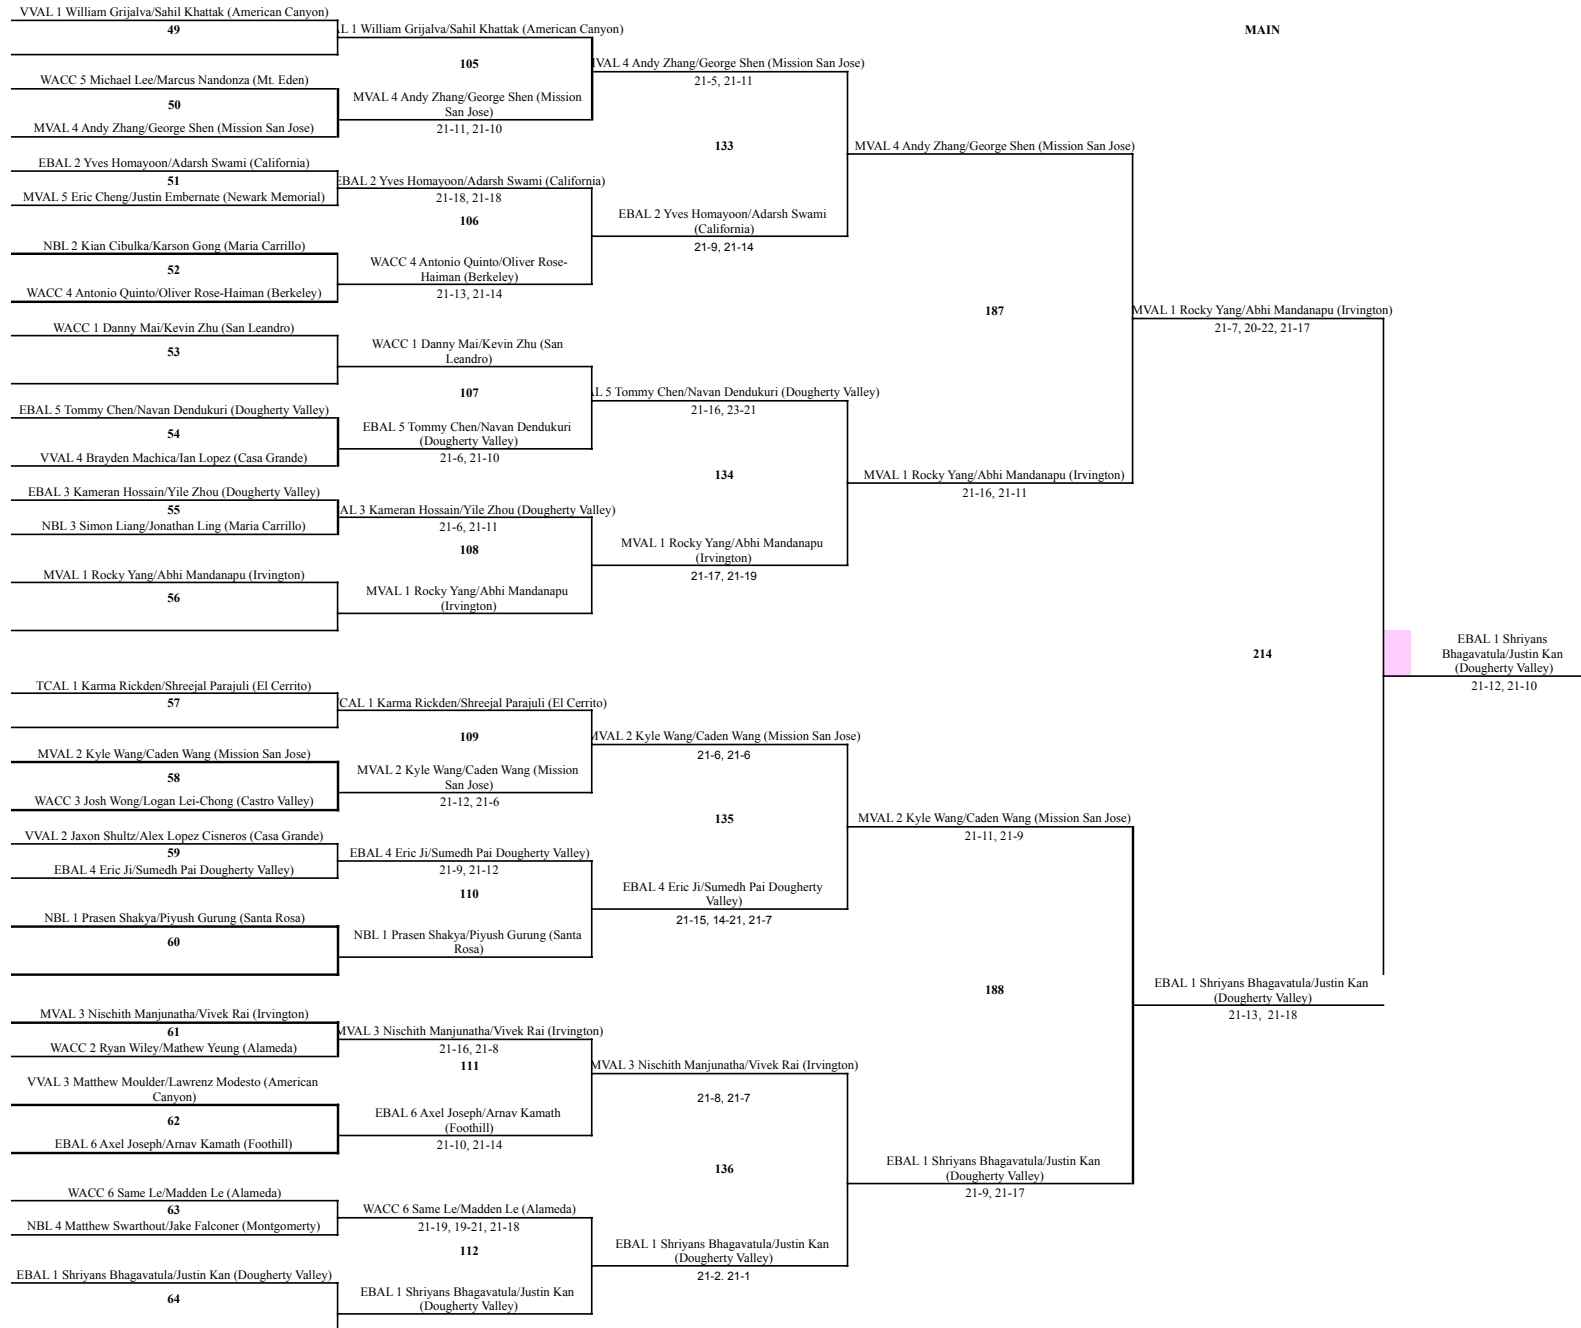 VVAL 1 William Grijalva/Sahil Khattak (American Canyon)
49
AL 1 William Grijalva/Sahil Khattak (American Canyon)
MAIN
105
MVAL 4 Andy Zhang/George Shen (Mission San Jose)
21-5, 21-11
WACC 5 Michael Lee/Marcus Nandonza (Mt. Eden)
50
MVAL 4 Andy Zhang/George Shen (Mission San Jose)
MVAL 4 Andy Zhang/George Shen (Mission
San Jose)
21-11, 21-10
133
MVAL 4 Andy Zhang/George Shen (Mission San Jose)
EBAL 2 Yves Homayoon/Adarsh Swami (California)
51
MVAL 5 Eric Cheng/Justin Embernate (Newark Memorial)
EBAL 2 Yves Homayoon/Adarsh Swami (California)
21-18, 21-18
106
EBAL 2 Yves Homayoon/Adarsh Swami
(California)
21-9, 21-14
NBL 2 Kian Cibulka/Karson Gong (Maria Carrillo)
52
WACC 4 Antonio Quinto/Oliver Rose-Haiman (Berkeley)
WACC 4 Antonio Quinto/Oliver Rose-
Haiman (Berkeley)
21-13, 21-14
187
MVAL 1 Rocky Yang/Abhi Mandanapu (Irvington)
21-7, 20-22, 21-17
WACC 1 Danny Mai/Kevin Zhu (San Leandro)
53
WACC 1 Danny Mai/Kevin Zhu (San
Leandro)
107
AL 5 Tommy Chen/Navan Dendukuri (Dougherty Valley)
21-16, 23-21
EBAL 5 Tommy Chen/Navan Dendukuri (Dougherty Valley)
54
VVAL 4 Brayden Machica/Ian Lopez (Casa Grande)
EBAL 5 Tommy Chen/Navan Dendukuri
(Dougherty Valley)
21-6, 21-10
134
MVAL 1 Rocky Yang/Abhi Mandanapu (Irvington)
21-16, 21-11
EBAL 3 Kameran Hossain/Yile Zhou (Dougherty Valley)
55
NBL 3 Simon Liang/Jonathan Ling (Maria Carrillo)
AL 3 Kameran Hossain/Yile Zhou (Dougherty Valley)
21-6, 21-11
108
MVAL 1 Rocky Yang/Abhi Mandanapu
(Irvington)
21-17, 21-19
MVAL 1 Rocky Yang/Abhi Mandanapu (Irvington)
56
MVAL 1 Rocky Yang/Abhi Mandanapu
(Irvington)
214
EBAL 1 Shriyans
Bhagavatula/Justin Kan
(Dougherty Valley)
21-12, 21-10
TCAL 1 Karma Rickden/Shreejal Parajuli (El Cerrito)
57
CAL 1 Karma Rickden/Shreejal Parajuli (El Cerrito)
109
MVAL 2 Kyle Wang/Caden Wang (Mission San Jose)
21-6, 21-6
MVAL 2 Kyle Wang/Caden Wang (Mission San Jose)
58
WACC 3 Josh Wong/Logan Lei-Chong (Castro Valley)
MVAL 2 Kyle Wang/Caden Wang (Mission
San Jose)
21-12, 21-6
135
MVAL 2 Kyle Wang/Caden Wang (Mission San Jose)
21-11, 21-9
VVAL 2 Jaxon Shultz/Alex Lopez Cisneros (Casa Grande)
59
EBAL 4 Eric Ji/Sumedh Pai Dougherty Valley)
EBAL 4 Eric Ji/Sumedh Pai Dougherty Valley)
21-9, 21-12
110
EBAL 4 Eric Ji/Sumedh Pai Dougherty
Valley)
21-15, 14-21, 21-7
NBL 1 Prasen Shakya/Piyush Gurung (Santa Rosa)
60
NBL 1 Prasen Shakya/Piyush Gurung (Santa
Rosa)
188
EBAL 1 Shriyans Bhagavatula/Justin Kan
(Dougherty Valley)
21-13, 21-18
MVAL 3 Nischith Manjunatha/Vivek Rai (Irvington)
61
WACC 2 Ryan Wiley/Mathew Yeung (Alameda)
MVAL 3 Nischith Manjunatha/Vivek Rai (Irvington)
21-16, 21-8
111
MVAL 3 Nischith Manjunatha/Vivek Rai (Irvington)
21-8, 21-7
VVAL 3 Matthew Moulder/Lawrenz Modesto (American
Canyon)
62
EBAL 6 Axel Joseph/Arnav Kamath (Foothill)
EBAL 6 Axel Joseph/Arnav Kamath
(Foothill)
21-10, 21-14
136
EBAL 1 Shriyans Bhagavatula/Justin Kan
(Dougherty Valley)
21-9, 21-17
WACC 6 Same Le/Madden Le (Alameda)
63
NBL 4 Matthew Swarthout/Jake Falconer (Montgomerty)
WACC 6 Same Le/Madden Le (Alameda)
21-19, 19-21, 21-18
112
EBAL 1 Shriyans Bhagavatula/Justin Kan
(Dougherty Valley)
21-2. 21-1
EBAL 1 Shriyans Bhagavatula/Justin Kan (Dougherty Valley)
64
EBAL 1 Shriyans Bhagavatula/Justin Kan
(Dougherty Valley)